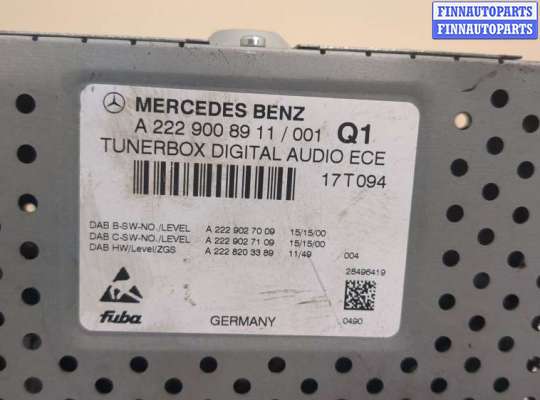 FINNAUTOPARTS
FINNAUTOPARTS
MERCEDES BENZ
A 222 900 89 11 / 001 Q1
TUNERBOX DIGITAL AUDIO ECE
17T094
DAB B-SW-NO./LEVEL A 222 902 70 09 15/15/00
DAB C-SW-NO./LEVEL A 222 902 71 09 15/15/00
DAB HW/Level/ZGS A 222 820 33 89 11/49 004
28496419
fuba GERMANY 0490